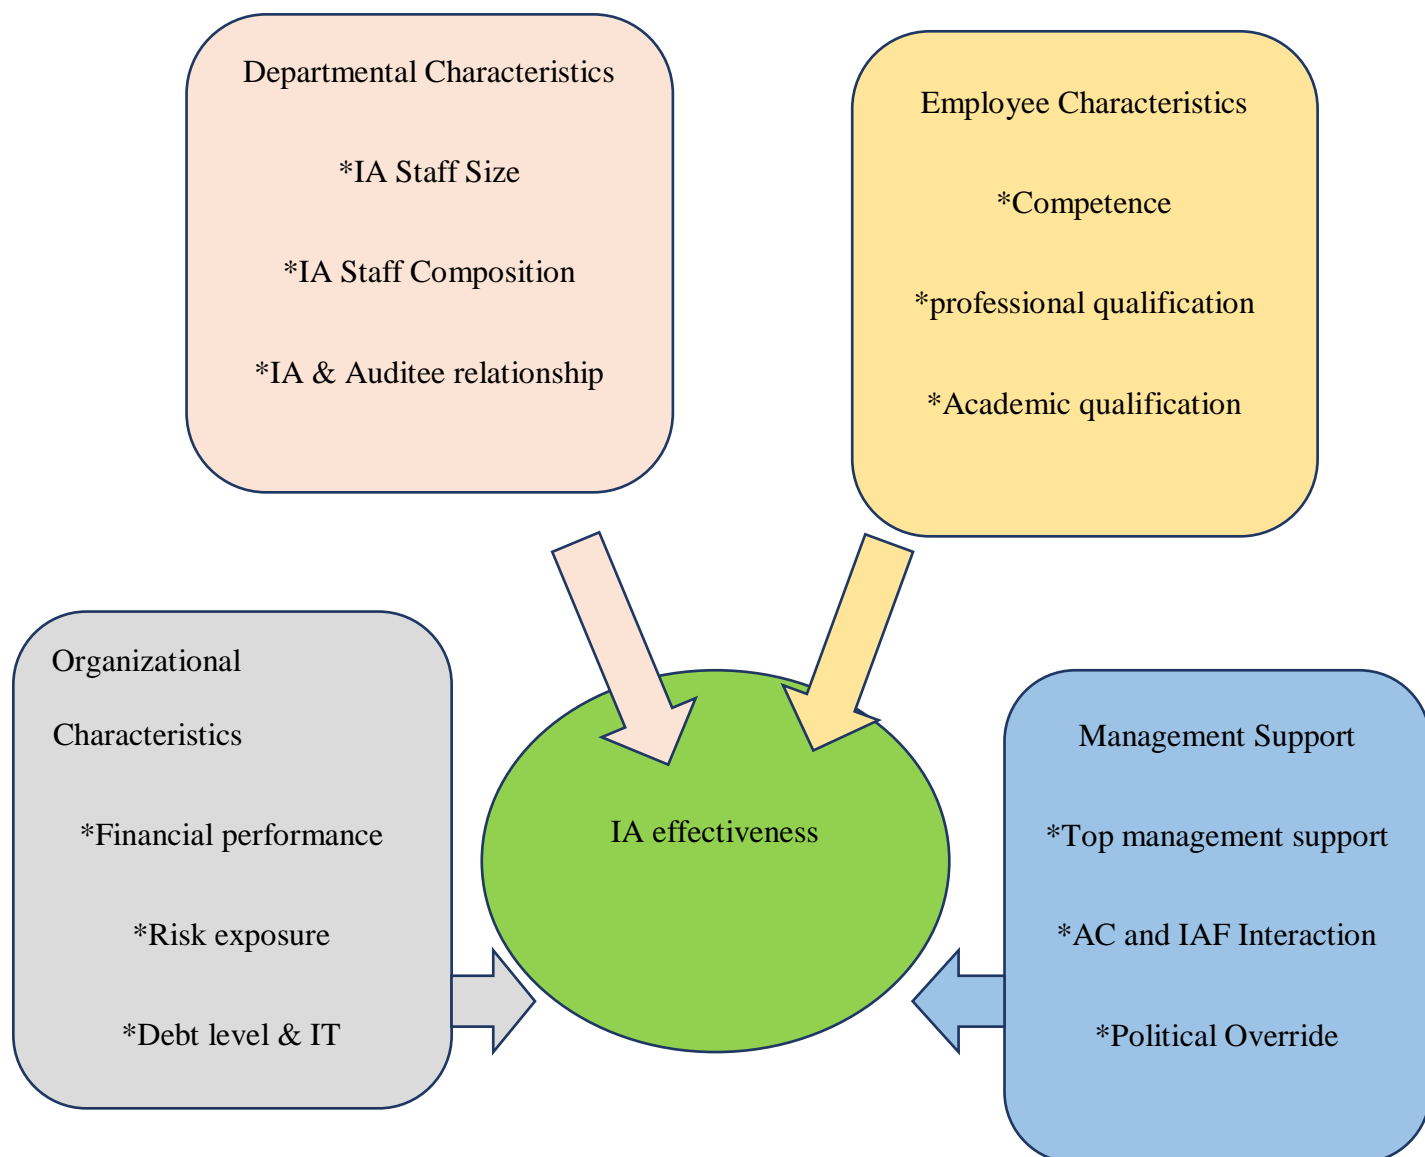 Departmental Characteristics
*IA Staff Size
*IA Staff Composition
*IA & Auditee relationship
Employee Characteristics
*Competence
*professional qualification
*Academic qualification
Organizational
Characteristics
*Financial performance
*Risk exposure
*Debt level & IT
IA effectiveness
Management Support
*Top management support
*AC and IAF Interaction
*Political Override